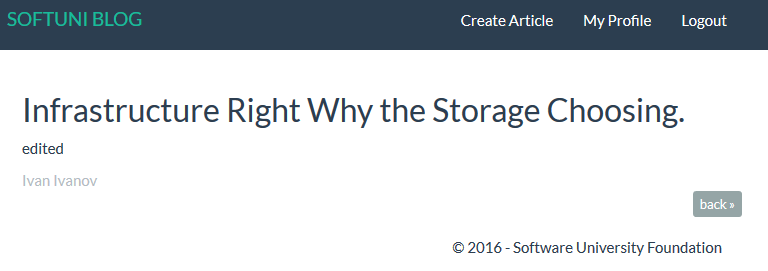 SOFTUNI BLOG Create Article My Profile Logout
Infrastructure Right Why the Storage Choosing.
edited
Ivan Ivanov
back »
© 2016 - Software University Foundation